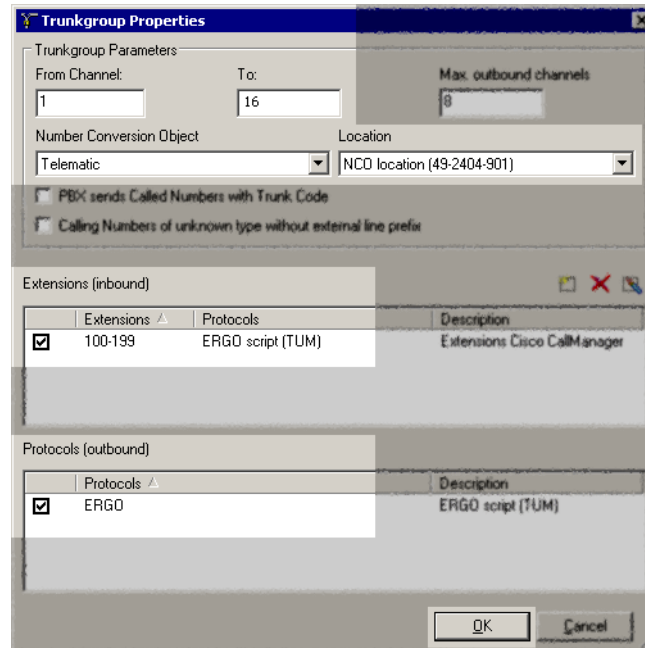 Trunkgroup Properties
Trunkgroup Parameters
From Channel: To: Max. outbound channels
1 16 8
Number Conversion Object Location
Telematic NCO location (49-2404-901)
PBX sends Called Numbers with Trunk Code
Calling Numbers of unknown type without external line prefix
Extensions (inbound)
Extensions Protocols Description
100-199 ERGO script (TUM) Extensions Cisco CallManager
Protocols (outbound)
Protocols Description
ERGO ERGO script (TUM)
OK Cancel